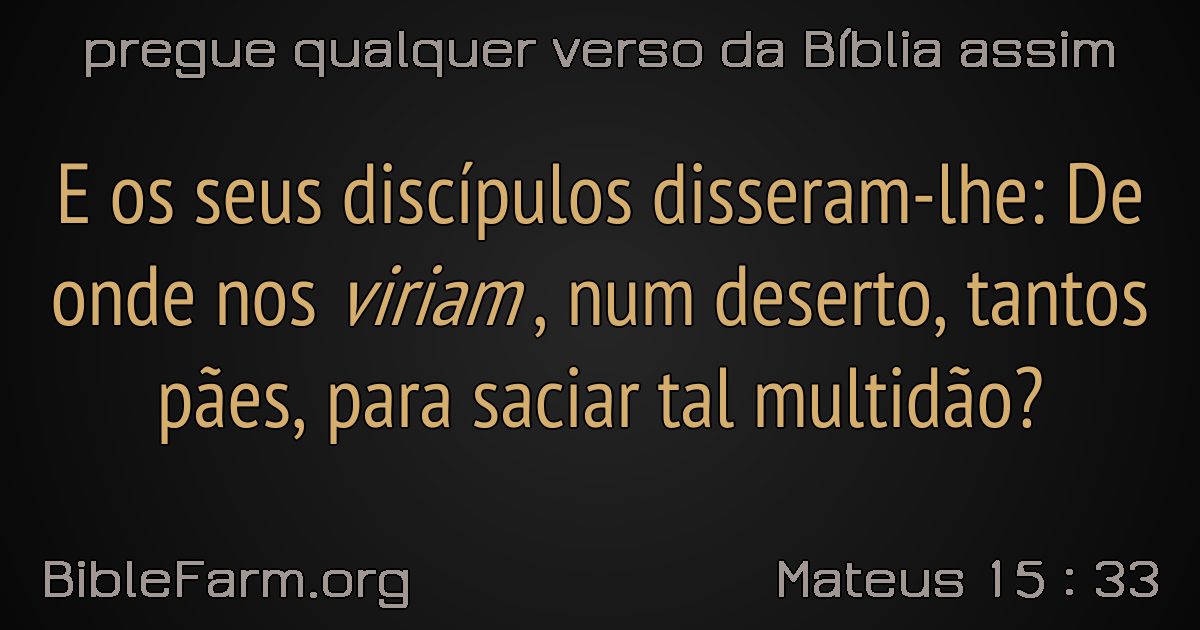 pregue qualquer verso da Bíblia assim
E os seus discípulos disseram-lhe: De
onde nos viriam , num deserto, tantos
pães, para saciar tal multidão?
BibleFarm.org
Mateus 15 : 33